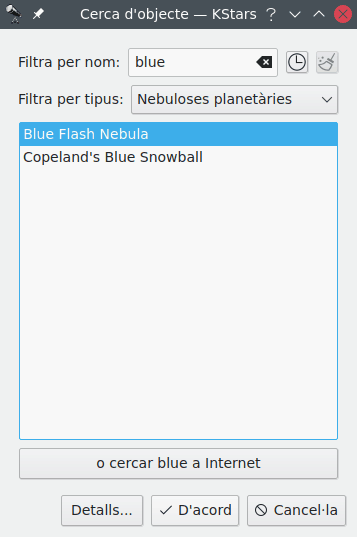 Cerca d'objecte — KStars
Filtra per nom: blue
Filtra per tipus: Nebuloses planetàries
Blue Flash Nebula
Copeland's Blue Snowball
o cercar blue a Internet
Detalls... D'acord Cancel·la